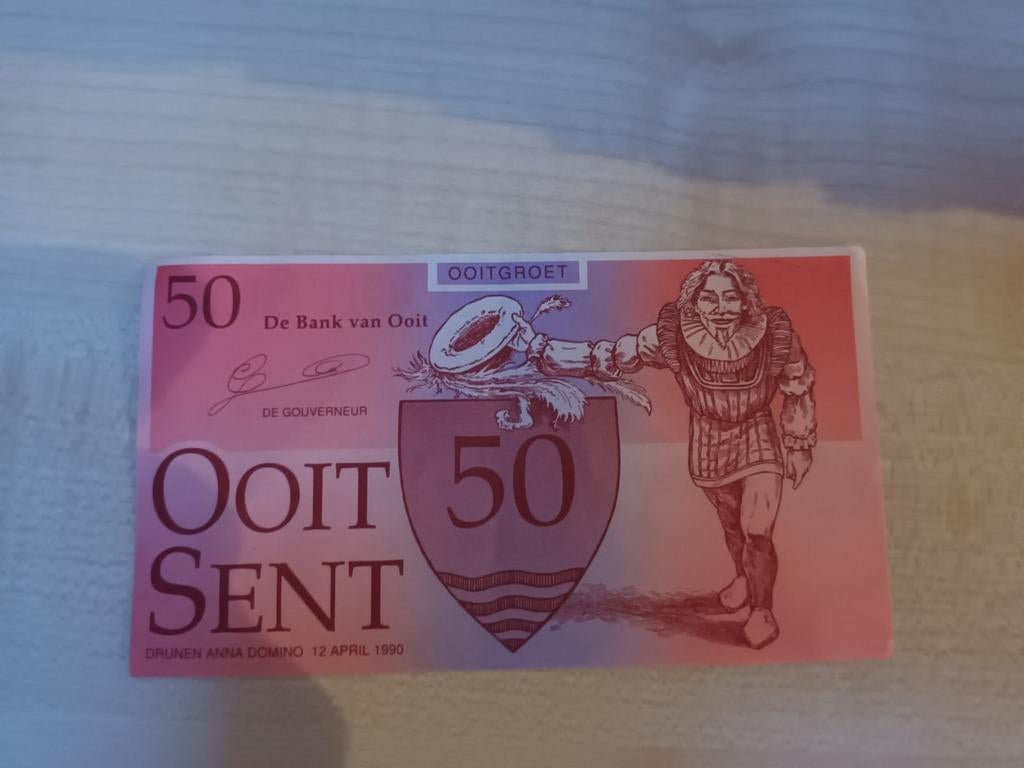 OOITGROET
50
De Bank van Ooit
DE GOUVERNEUR
50
OOIT
SENT
DRUNEN ANNA DOMINO 12 APRIL 1990